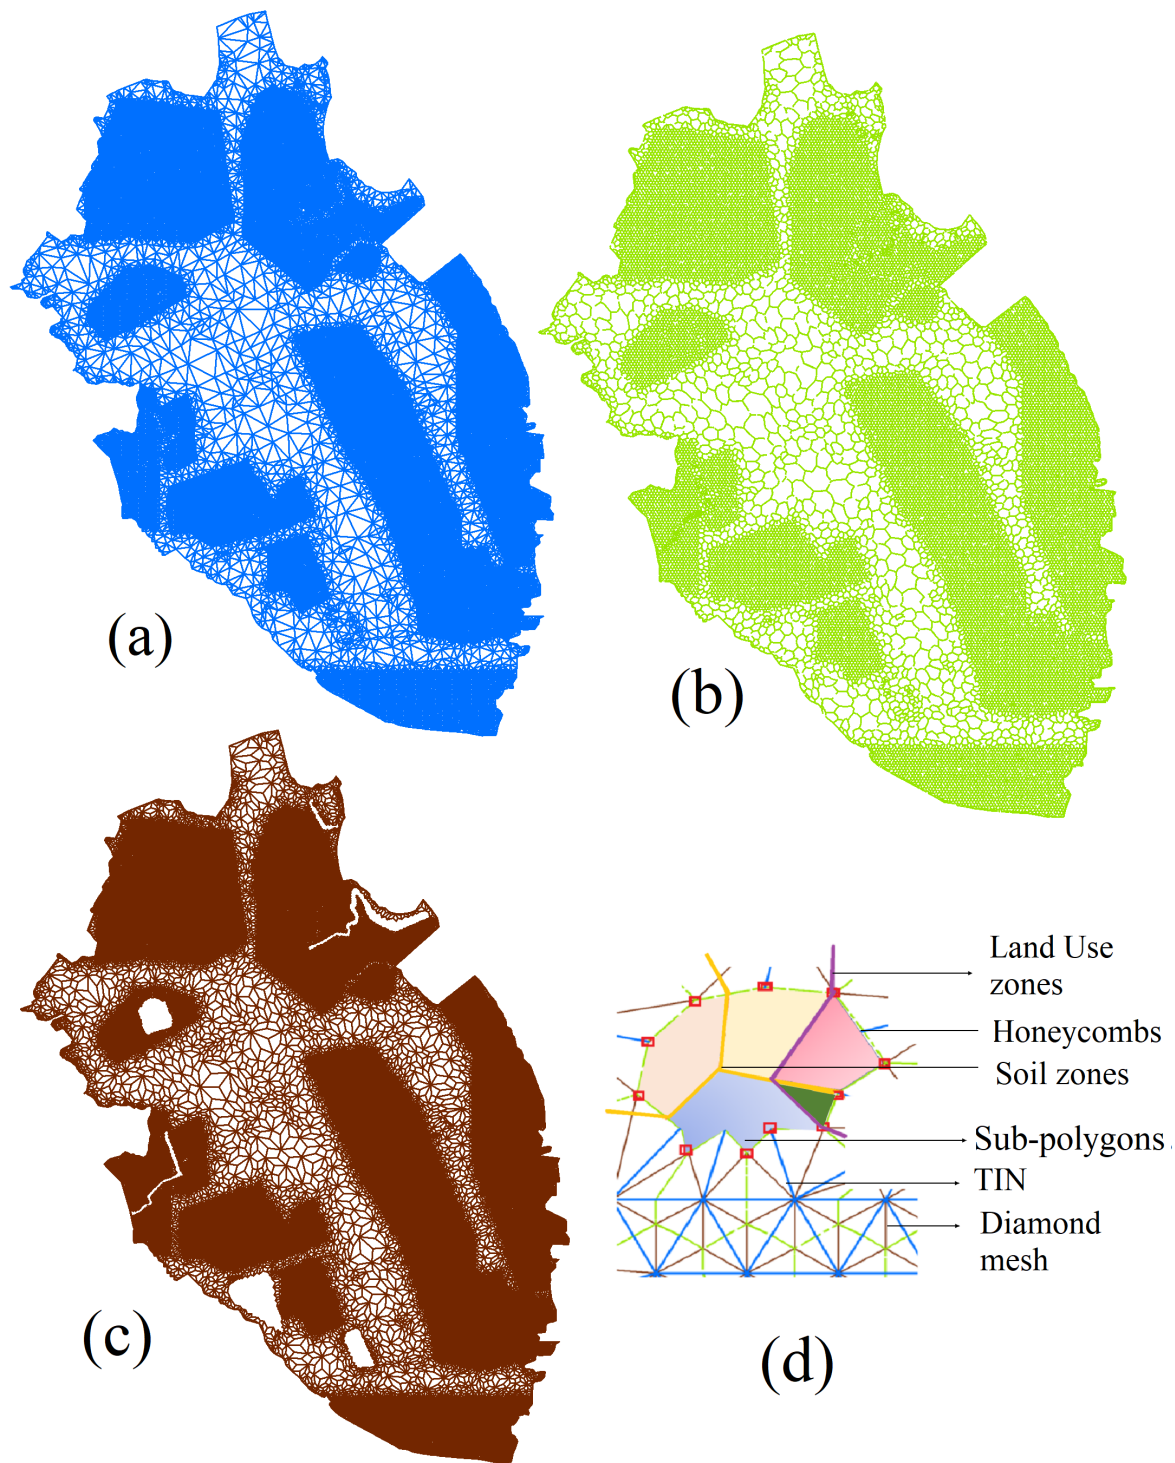 (a)
(b)
(c)
Land Use
zones
Honeycombs
Soil zones
Sub-polygons
TIN
Diamond
mesh
(d)